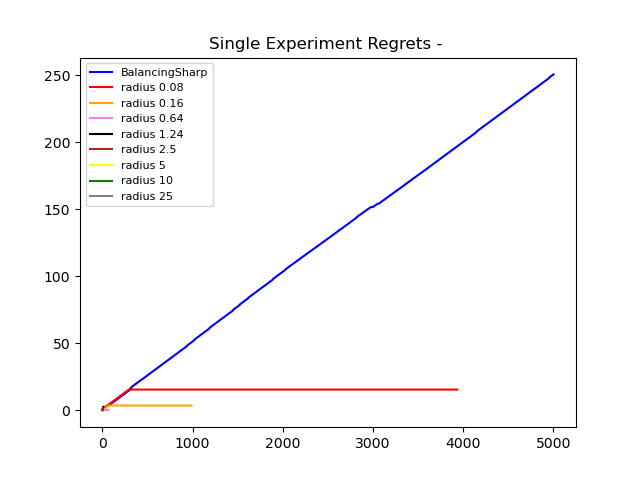 Single Experiment Regrets -
BalancingSharp
radius 0.08
radius 0.16
radius 0.64
radius 1.24
radius 2.5
radius 5
radius 10
radius 25
250
200
150
100
50
0
0 1000 2000 3000 4000 5000